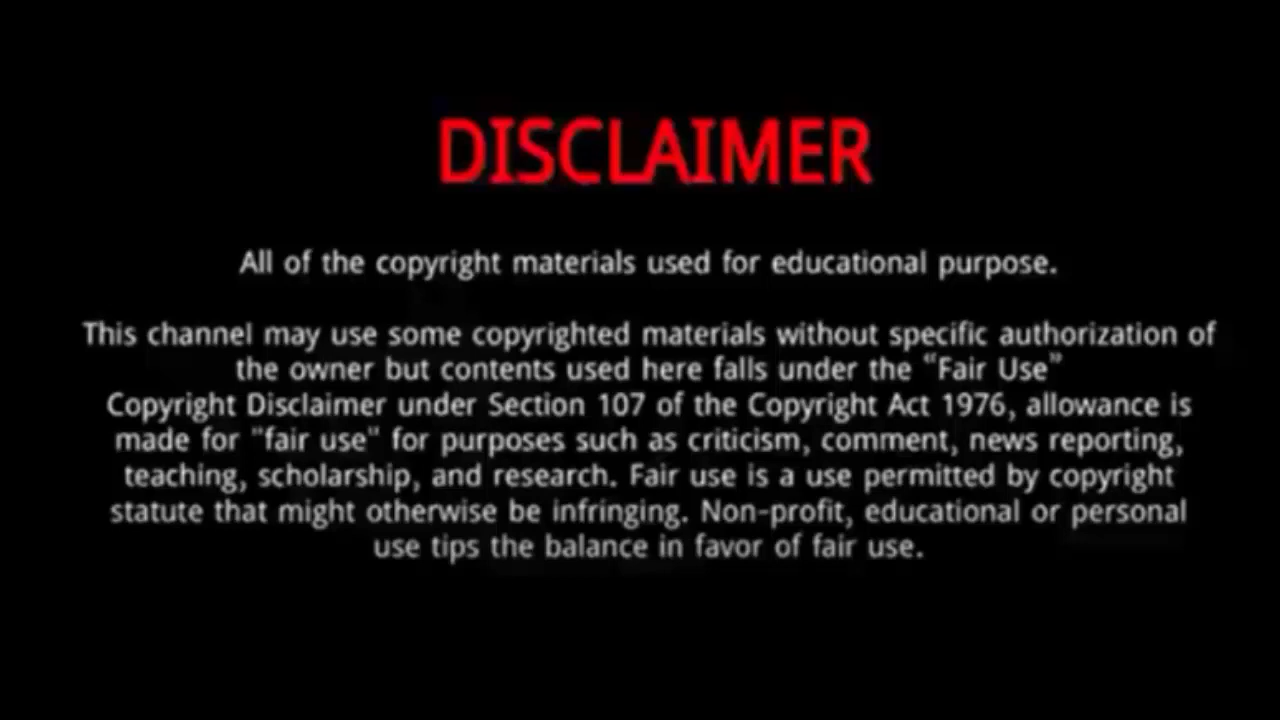 DISCLAIMER
All of the copyright materials used for educational purpose.
This channel may use some copyrighted materials without specific authorization of
the owner but contents used here falls under the “Fair Use”
Copyright Disclaimer under Section 107 of the Copyright Act 1976, allowance is
made for "fair use" for purposes such as criticism, comment, news reporting,
teaching, scholarship, and research. Fair use is a use permitted by copyright
statute that might otherwise be infringing. Non-profit, educational or personal
use tips the balance in favor of fair use.